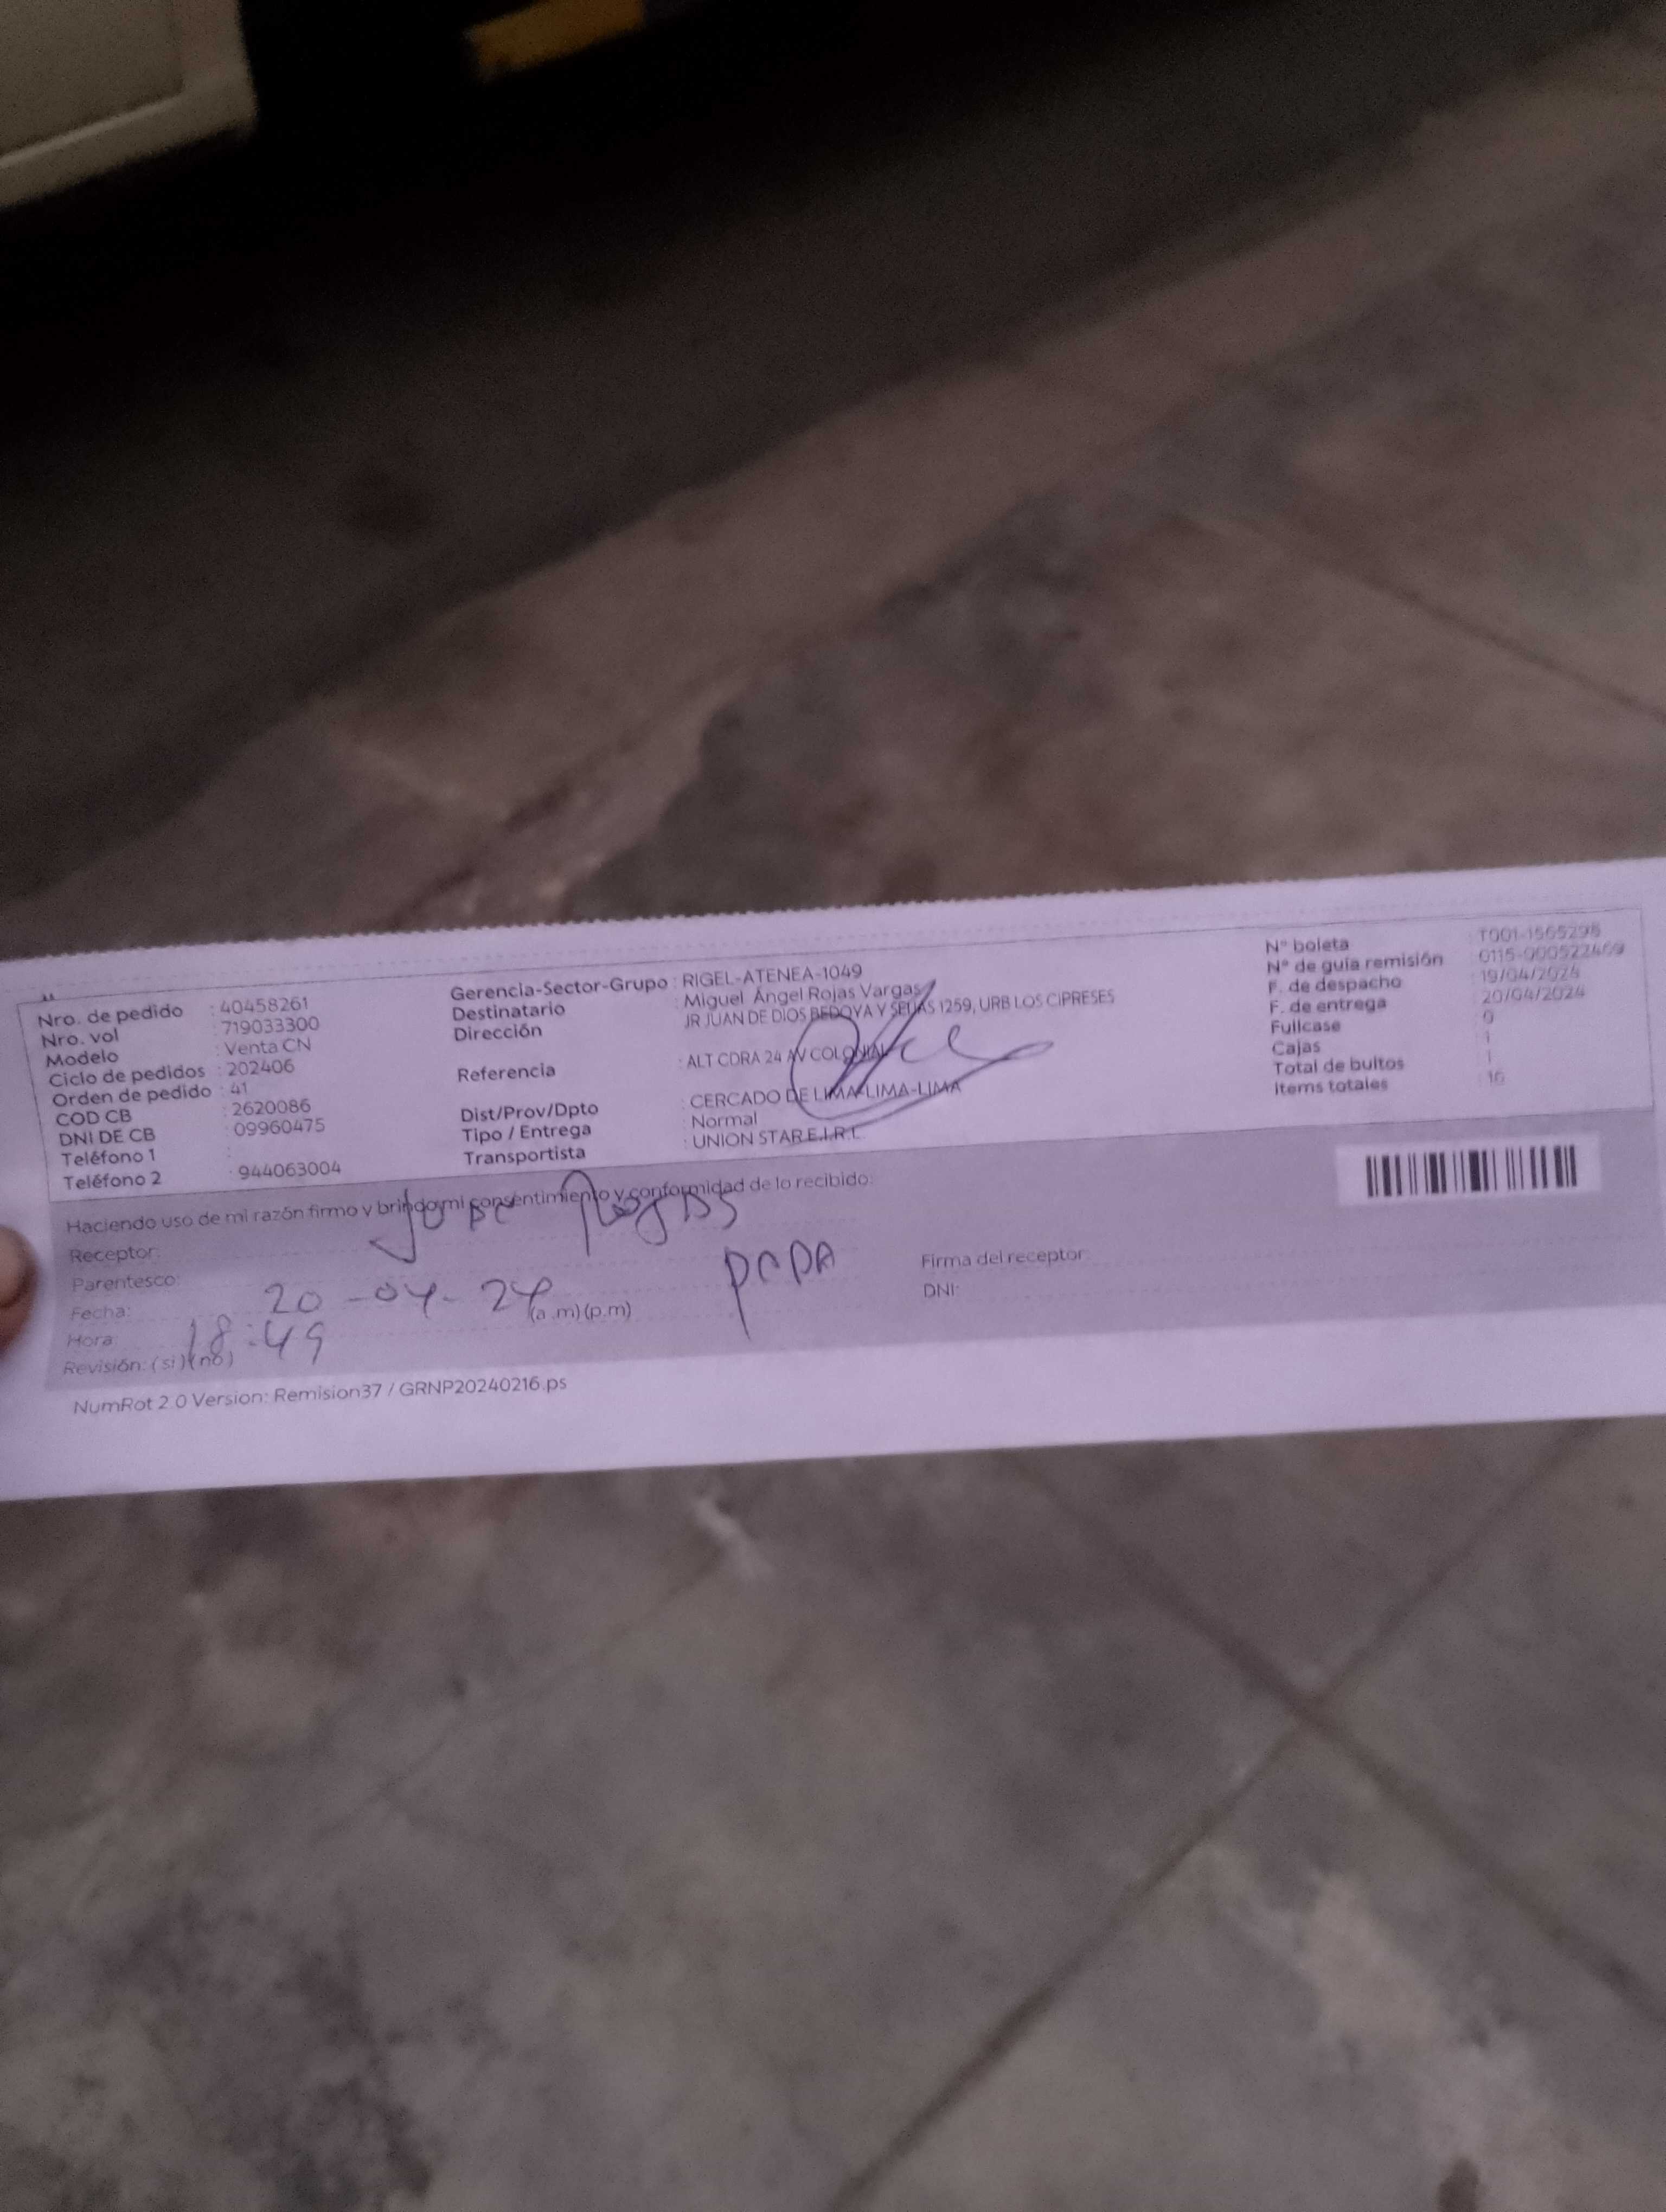 Nro. de pedido : 40458261
Nro. vol : 719033300
Modelo : Venta CN
Ciclo de pedidos : 202406
Orden de pedido : 41
COD CB : 2620086
DNI DE CB : 09960475
Teléfono 1 :
Teléfono 2 : 944063004
Gerencia-Sector-Grupo : RIGEL-ATENEA-1049
Destinatario : Miguel Ángel Rojas Vargas
Dirección JR JUAN DE DIOS BEDOYA Y SEIJAS 1259, URB LOS CIPRESES
Referencia : ALT CDRA 24 AV COLONIAL
Dist/Prov/Dpto : CERCADO DE LIMA-LIMA-LIMA
Tipo / Entrega : Normal
Transportista : UNION STAR E.I.R.L.
N° boleta : T001-1565295
N° de guía remisión : 0115-000522469
F. de despacho : 19/04/2024
F. de entrega : 20/04/2024
Fullcase : 0
Cajas : 1
Total de bultos : 1
Items totales : 16
Haciendo uso de mi razón firmo y brindo mi consentimiento y conformidad de lo recibido:
Receptor: Jose
Parentesco: PAPA
Fecha: 20-04-24
Hora: 18:49 (a.m) (p.m)
Revisión: (si) (no)
Firma del receptor:
DNI:
NumRot 2.0 Version: Remision37 / GRNP20240216.ps